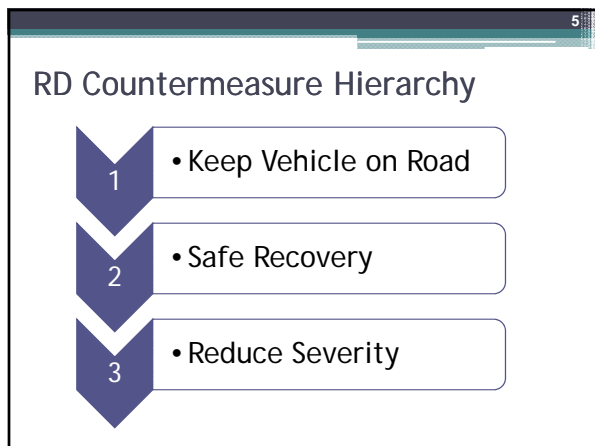 5
RD Countermeasure Hierarchy
1
• Keep Vehicle on Road
2
• Safe Recovery
3
• Reduce Severity